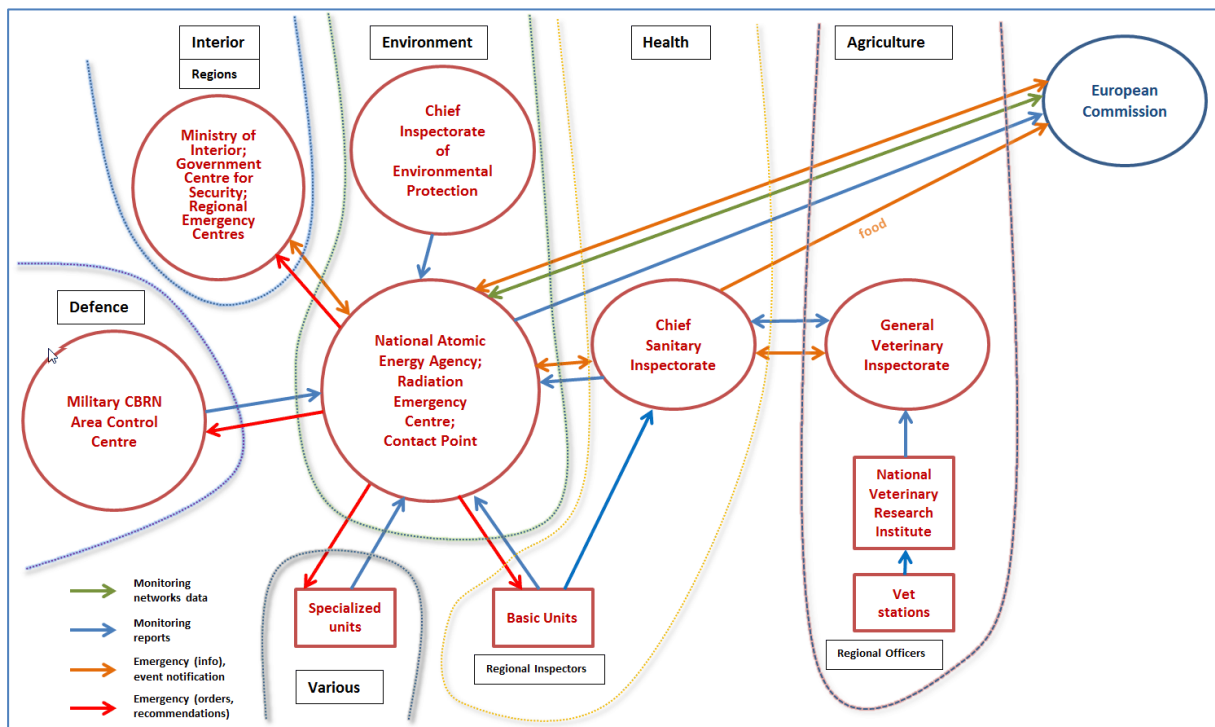 Interior
Regions
Environment
Health
Agriculture
European
Commission
Ministry of
Interior;
Government
Centre for
Security;
Regional
Emergency
Centres
Chief
Inspectorate
of
Environmental
Protection
food
Defence
Military CBRN
Area Control
Centre
National Atomic
Energy Agency;
Radiation
Emergency
Centre;
Contact Point
Chief
Sanitary
Inspectorate
General
Veterinary
Inspectorate
National
Veterinary
Research
Institute
Vet
stations
Regional Officers
Specialized
units
Various
Basic Units
Regional Inspectors
Monitoring
networks data
Monitoring
reports
Emergency (info),
event notification
Emergency (orders,
recommendations)